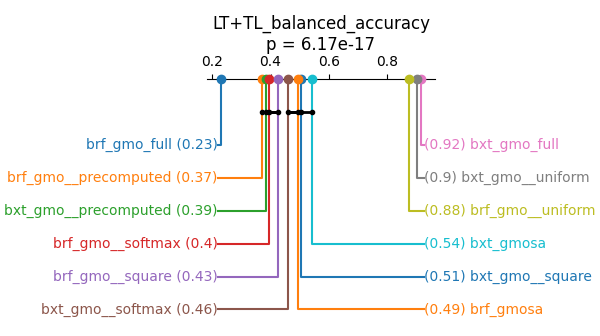 LT+TL_balanced_accuracy
p = 6.17e-17
0.2 0.4 0.6 0.8
brf_gmo_full (0.23)
(0.92) bxt_gmo_full
brf_gmo__precomputed (0.37)
(0.9) bxt_gmo__uniform
bxt_gmo__precomputed (0.39)
(0.88) brf_gmo__uniform
brf_gmo__softmax (0.4)
(0.54) bxt_gmosa
brf_gmo__square (0.43)
(0.51) bxt_gmo__square
bxt_gmo__softmax (0.46)
(0.49) brf_gmosa